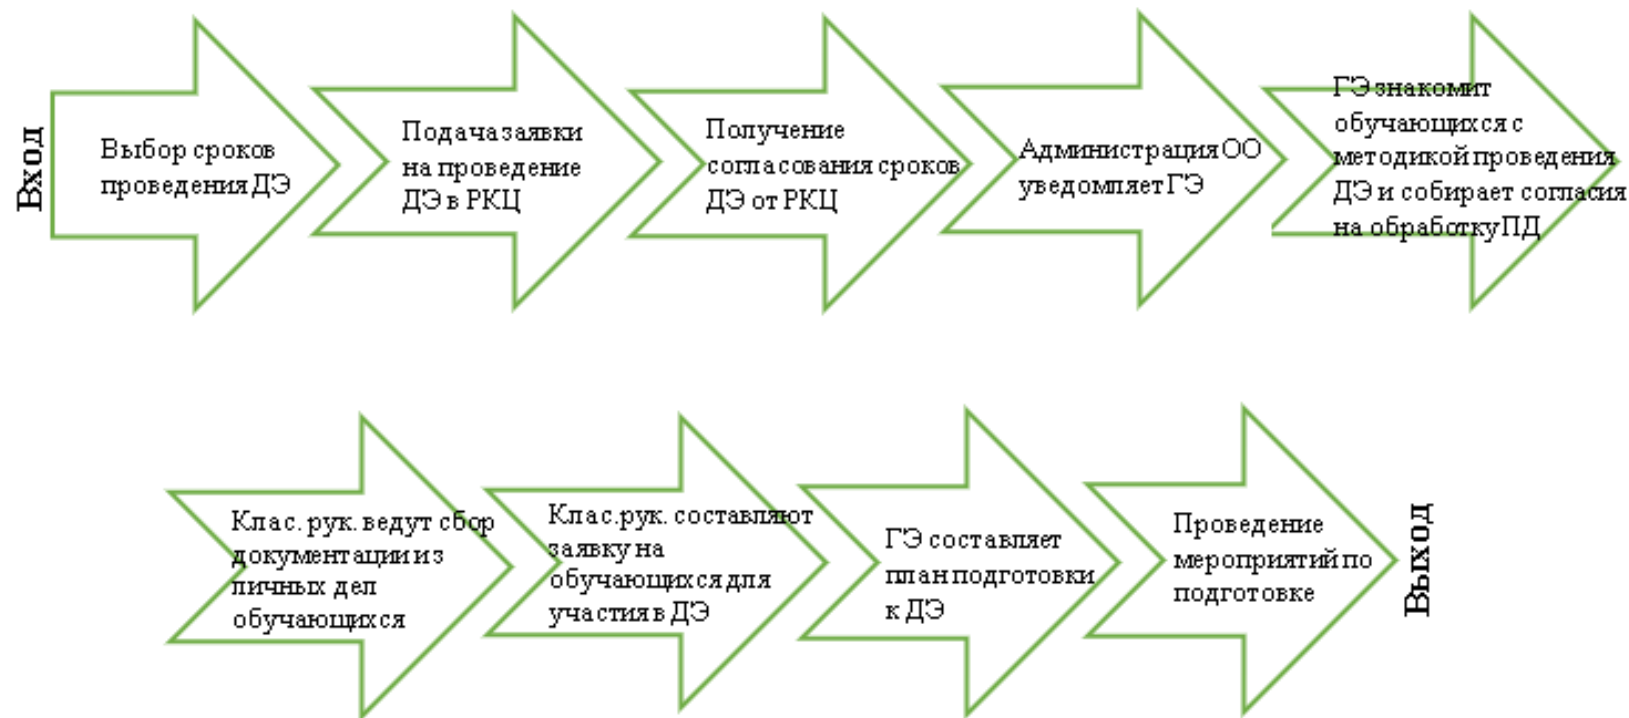 Вход
Выбор сроков
проведения ДЭ
Подача заявки
на проведение
ДЭ в РКЦ
Получение
согласования сроков
ДЭ от РКЦ
Администрация ОО
уведомляет ГЭ
ГЭ знакомит
обучающихся с
методикой проведения
ДЭ и собирает согласия
на обработку ПД
Клас. рук. ведут сбор
документации из
личных дел
обучающихся
Клас.рук. составляют
заявку на
обучающихся для
участия в ДЭ
ГЭ составляет
план подготовки
к ДЭ
Проведение
мероприятий по
подготовке
Выход